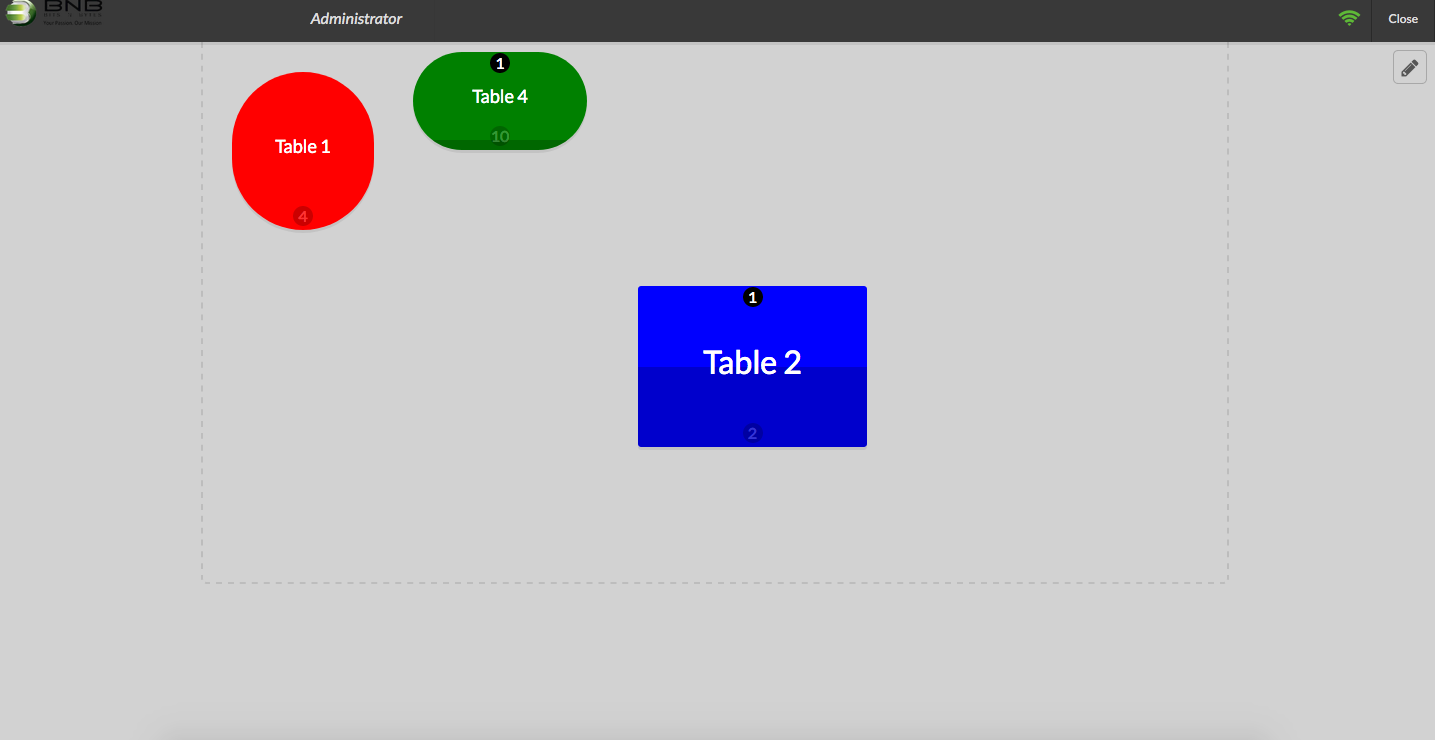 BNB
Administrator
Close
1
Table 4
10
Table 1
4
1
Table 2
2